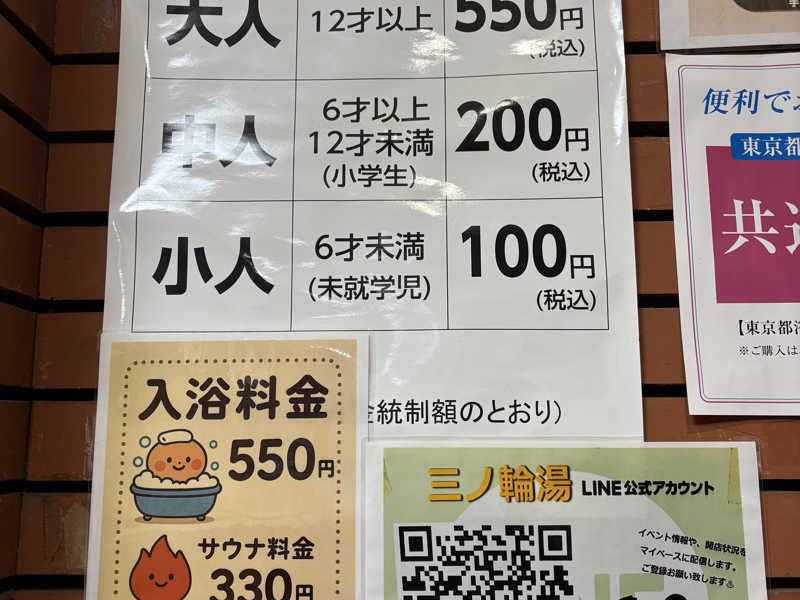 大人 12才以上 550円
(税込)
中人 6才以上
12才未満
(小学生) 200円
(税込)
小人 6才未満
(未就学児) 100円
(税込)
統制額のとおり)
入浴料金
550円
サウナ料金
330円
三ノ輪湯 LINE公式アカウント
イベント情報や、開店状況を
マイペースに配信します。
ご登録お願い致します♨
便利で
東京都
共通
【東京都
※ご購入は